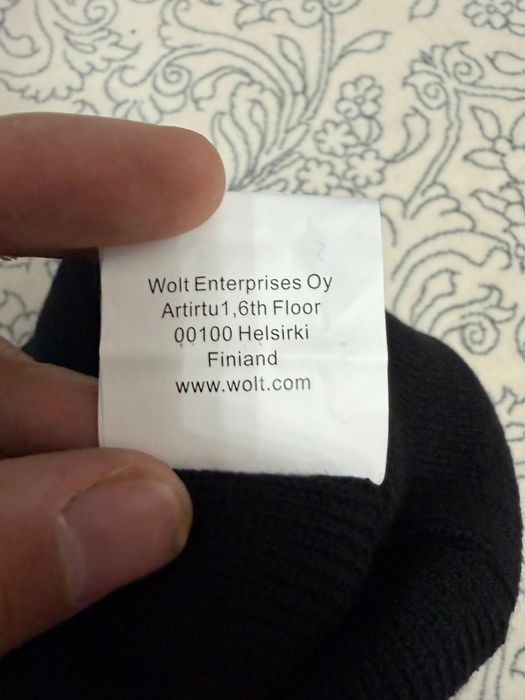 Wolt Enterprises Oy
Artirtu1,6th Floor
00100 Helsirki
Finiand
www.wolt.com